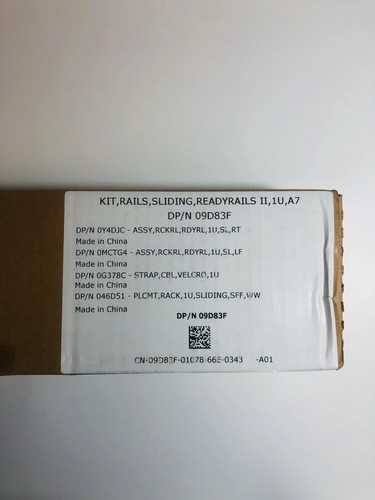 KIT,RAILS,SLIDING,READYRAILS II,1U,A7
DP/N 09D83F
DP/N 0Y4DJC - ASSY,RCKRL,RDYRL,1U,SL,RT
Made in China
DP/N 0MCTG4 - ASSY,RCKRL,RDYRL,1U,SL,LF
Made in China
DP/N 0G378C - STRAP,CBL,VELCRO,1U
Made in China
DP/N 046D51 - PLCMT,RACK,1U,SLIDING,SFF,WW
Made in China
DP/N 09D83F
CN-09D83F-01078-66E-0343 -A01